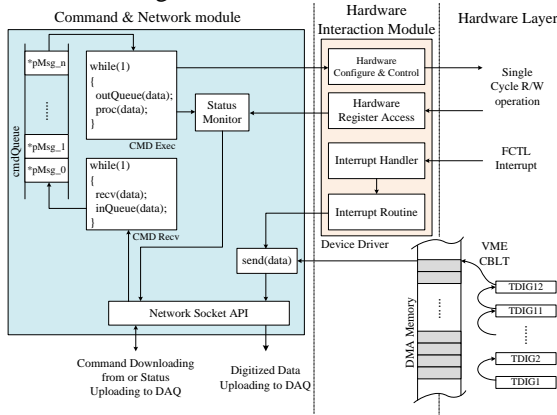 Command & Network module
Hardware
Interaction Module
Hardware Layer
cmdQueue
*pMsg_n
......
*pMsg_1
*pMsg_0
while(1)
{
outQueue(data);
proc(data);
}
CMD Exec
while(1)
{
recv(data);
inQueue(data);
}
CMD Recv
Status
Monitor
send(data)
Network Socket API
Command Downloading
from or Status
Uploading to DAQ
Digitized Data
Uploading to DAQ
Hardware
Configure & Control
Hardware
Register Access
Interrupt Handler
Interrupt Routine
Device Driver
Single
Cycle R/W
operation
FCTL
Interrupt
VME
CBLT
DMA Memory
......
TDIG12
TDIG11
......
TDIG2
TDIG1